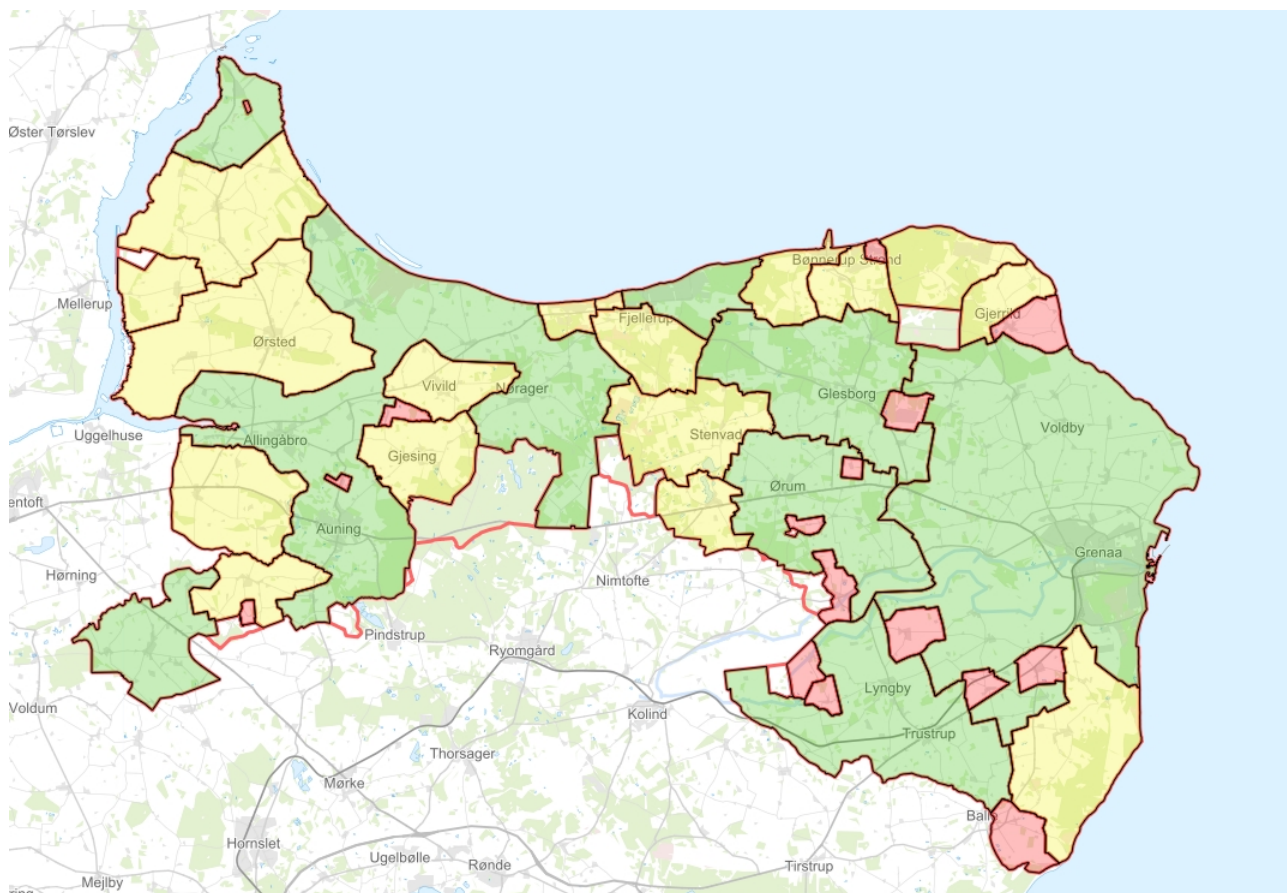 Øster Tørslev
Bønnerup Strand
Mellerup
Gjerrild
Fjellerup
Ørsted
Vivild
Nørager
Glesborg
Voldby
Uggelhuse
Allingåbro
Stenvad
Gjesing
Ørum
entoft
Auning
Grenaa
Hørning
Nimtofte
Pindstrup
Ryomgård
Lyngby
Voldum
Kolind
Trustrup
Thorsager
Mørke
Hornslet
Ugelbølle
Rønde
Tirstrup
Mejlby
ring